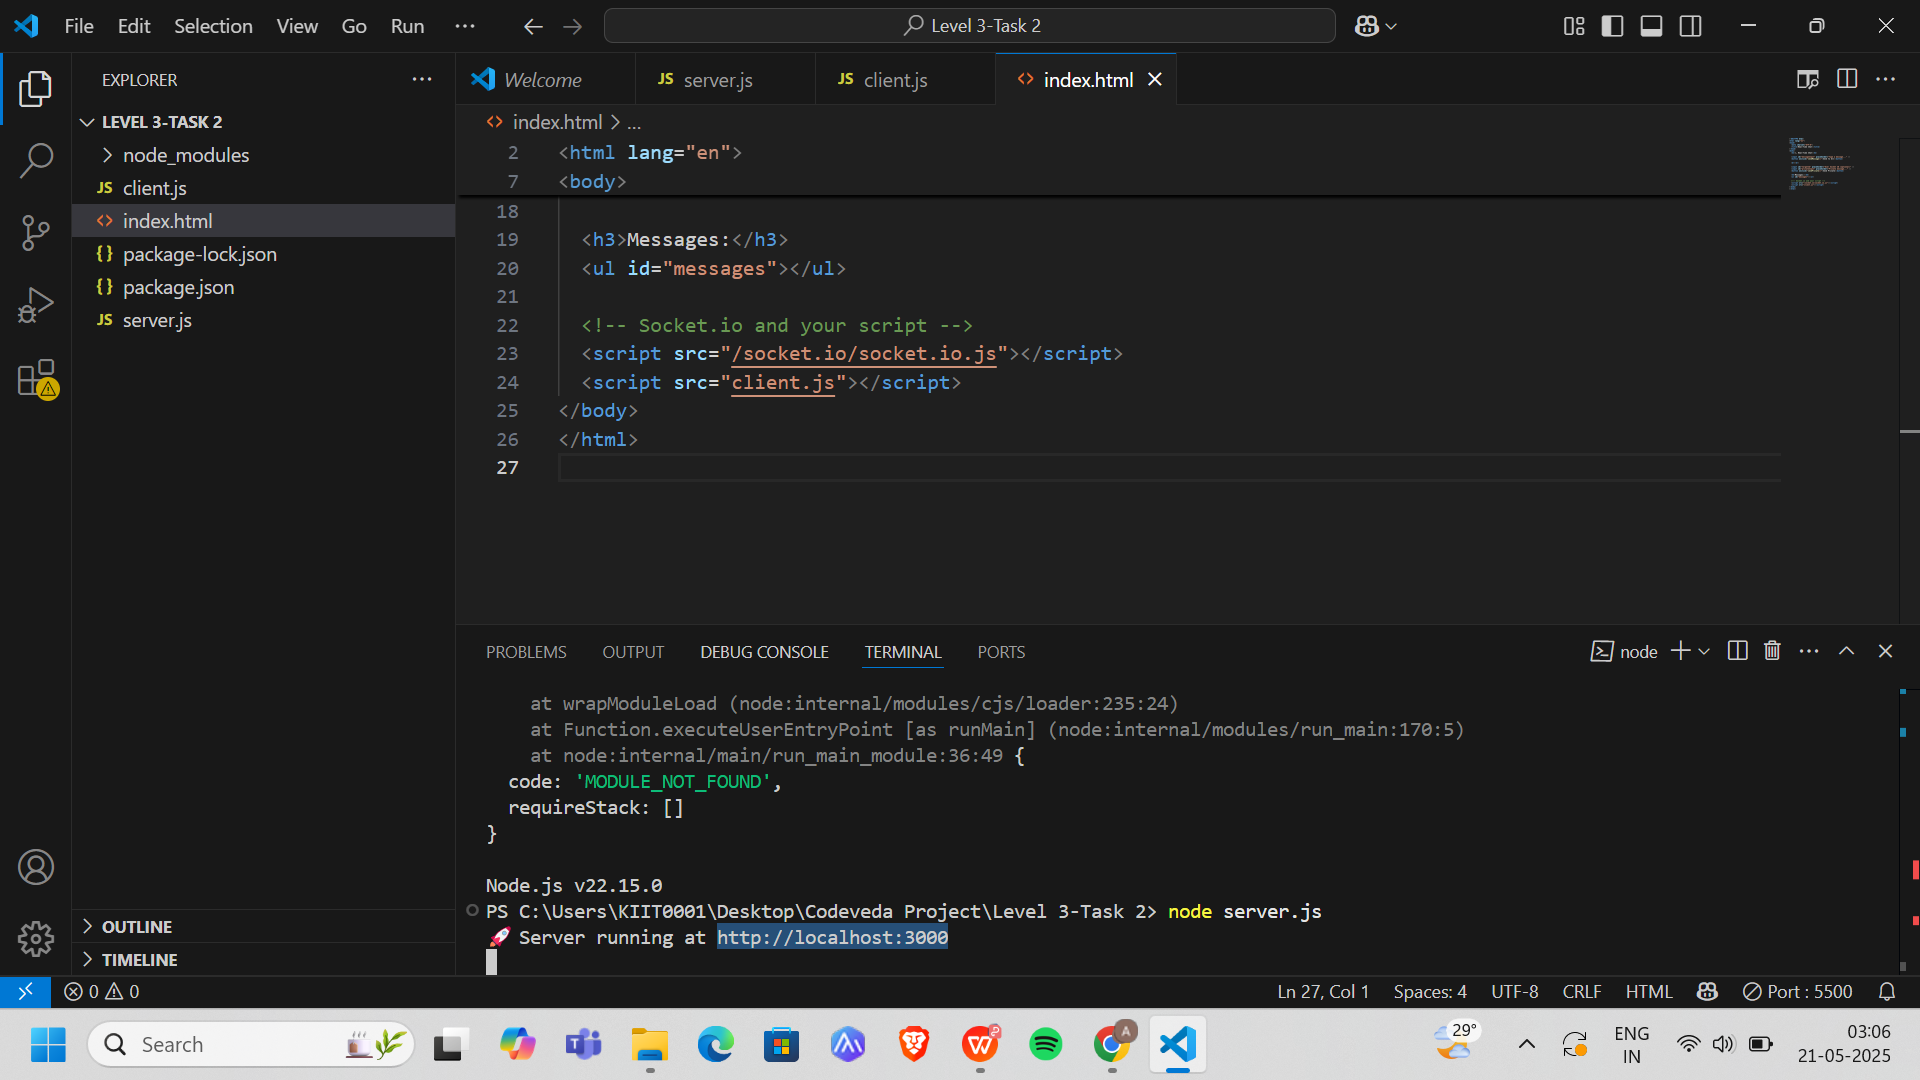 File Edit Selection View Go Run ···
Level 3-Task 2
EXPLORER ···
LEVEL 3-TASK 2
node_modules
JS client.js
<> index.html
{} package-lock.json
{} package.json
JS server.js
OUTLINE
TIMELINE
Welcome
JS server.js
JS client.js
<> index.html
<> index.html > ...
2 <html lang="en">
7 <body>
18
19 <h3>Messages:</h3>
20 <ul id="messages"></ul>
21
22 <!-- Socket.io and your script -->
23 <script src="/socket.io/socket.io.js"></script>
24 <script src="client.js"></script>
25 </body>
26 </html>
27
PROBLEMS OUTPUT DEBUG CONSOLE TERMINAL PORTS
node
at wrapModuleLoad (node:internal/modules/cjs/loader:235:24)
at Function.executeUserEntryPoint [as runMain] (node:internal/modules/run_main:170:5)
at node:internal/main/run_main_module:36:49 {
code: 'MODULE_NOT_FOUND',
requireStack: []
}
Node.js v22.15.0
PS C:\Users\KIIT0001\Desktop\Codeveda Project\Level 3-Task 2> node server.js
🚀 Server running at http://localhost:3000
0 0
Ln 27, Col 1 Spaces: 4 UTF-8 CRLF HTML Port : 5500
Search
29°
ENG
IN
03:06
21-05-2025